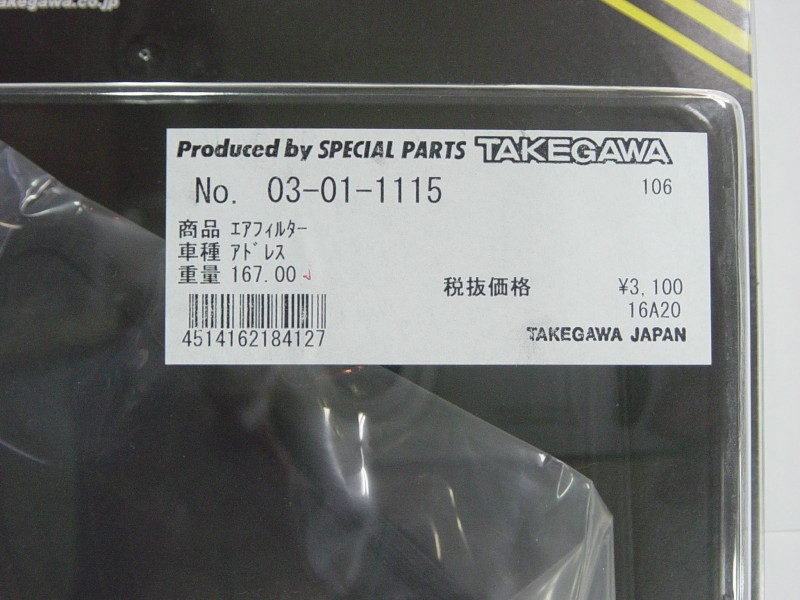 takegawa.co.jp
Produced by SPECIAL PARTS TAKEGAWA
No. 03-01-1115 106
商品 ｴｱﾌｨﾙﾀｰ
車種 ｱﾄﾞﾚｽ
重量 167.00
税抜価格 ¥3,100
16A20
4514162184127
TAKEGAWA JAPAN